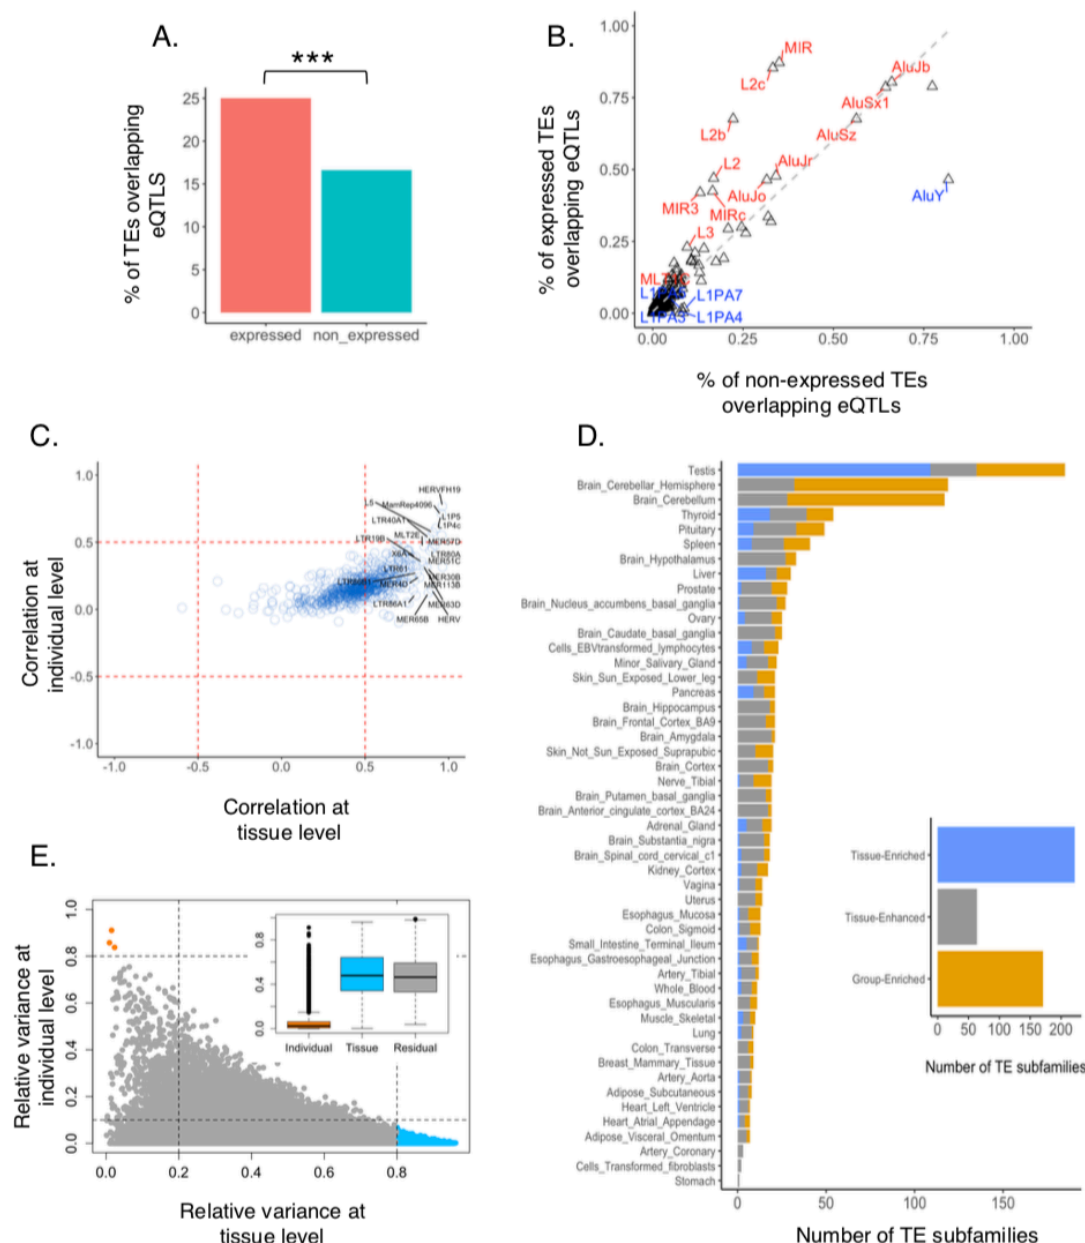 A.
***
% of TEs overlapping
eQTLS
25
20
15
10
5
0
expressed
non_expressed
B.
% of expressed TEs
overlapping eQTLs
1.00
0.75
0.50
0.25
0.00
MIR
L2c
AluJb
AluSx1
L2b
AluSz
L2
AluJr
AluJo
AluY
MIR3
MIRc
L3
L1PA7
L1PA3
L1PA4
0.00
0.25
0.50
0.75
1.00
% of non-expressed TEs
overlapping eQTLs
C.
Correlation at
individual level
1.0
0.5
0.0
-0.5
-1.0
HERVFH19
L5
MamRep4096
L1P5
LTR40A1
L1P4c
MLT2E
MER57D
LTR19B
X6A
LTR80A
MER51C
LTR61
MER30B
MER4D
MER113B
LTR86A1
MER63D
MER65B
HERV
-1.0
-0.5
0.0
0.5
1.0
Correlation at
tissue level
D.
Testis
Brain_Cerebellar_Hemisphere
Brain_Cerebellum
Thyroid
Pituitary
Spleen
Brain_Hypothalamus
Liver
Prostate
Brain_Nucleus_accumbens_basal_ganglia
Ovary
Brain_Caudate_basal_ganglia
Cells_EBVtransformed_lymphocytes
Minor_Salivary_Gland
Skin_Sun_Exposed_Lower_leg
Pancreas
Brain_Hippocampus
Brain_Frontal_Cortex_BA9
Brain_Amygdala
Skin_Not_Sun_Exposed_Suprapubic
Brain_Cortex
Nerve_Tibial
Brain_Putamen_basal_ganglia
Brain_Anterior_cingulate_cortex_BA24
Adrenal_Gland
Brain_Substantia_nigra
Brain_Spinal_cord_cervical_c1
Kidney_Cortex
Vagina
Uterus
Esophagus_Mucosa
Colon_Sigmoid
Small_Intestine_Terminal_Ileum
Esophagus_Gastroesophageal_Junction
Artery_Tibial
Whole_Blood
Esophagus_Muscularis
Muscle_Skeletal
Lung
Colon_Transverse
Breast_Mammary_Tissue
Artery_Aorta
Adipose_Subcutaneous
Heart_Left_Ventricle
Heart_Atrial_Appendage
Adipose_Visceral_Omentum
Artery_Coronary
Cells_Transformed_fibroblasts
Stomach
0
50
100
150
Number of TE subfamilies
Tissue-Enriched
Tissue-Enhanced
Group-Enriched
0
50
100
150
200
Number of TE subfamilies
E.
Relative variance at
individual level
1.0
0.8
0.6
0.4
0.2
0.0
0.8
0.4
0.0
Individual
Tissue
Residual
0.0
0.2
0.4
0.6
0.8
Relative variance at
tissue level